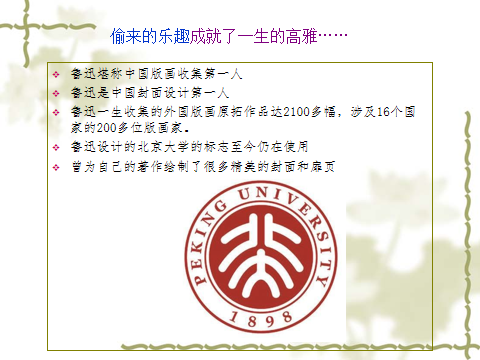 偷来的乐趣成就了一生的高雅……
鲁迅堪称中国版画收集第一人
鲁迅是中国封面设计第一人
鲁迅一生收集的外国版画原拓作品达2100多幅，涉及16个国
家的200多位版画家。
鲁迅设计的北京大学的标志至今仍在使用
曾为自己的著作绘制了很多精美的封面和扉页
PEKING UNIVERSITY
北大
1898